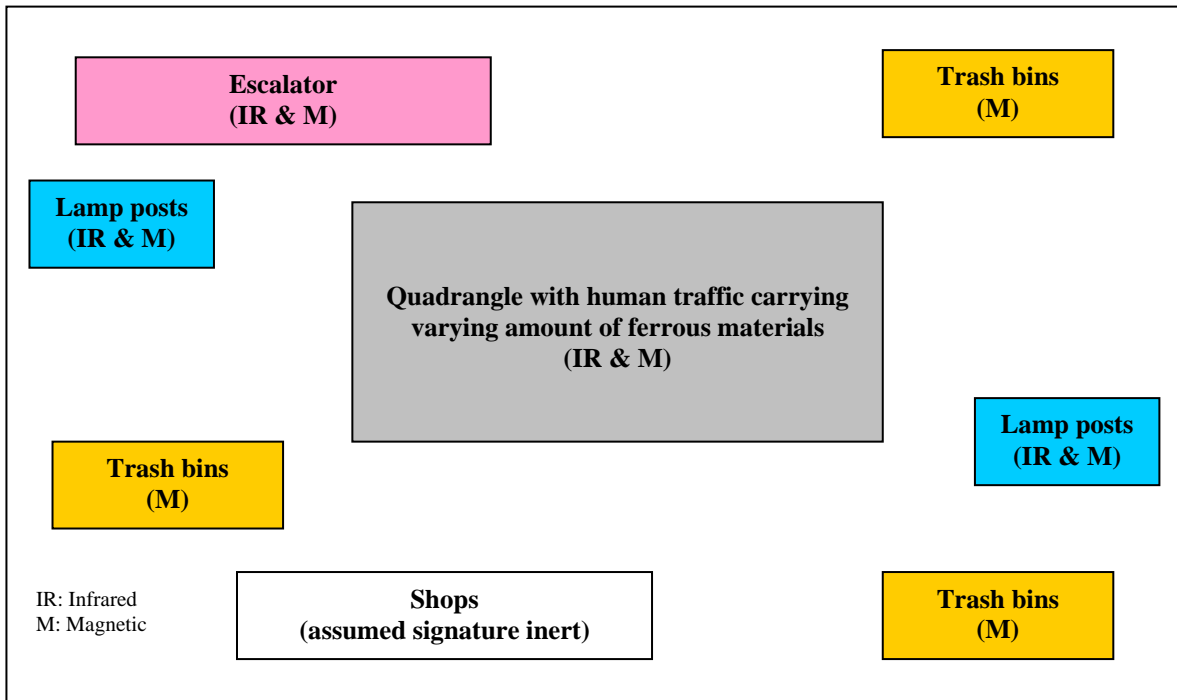 Escalator
(IR & M)
Trash bins
(M)
Lamp posts
(IR & M)
Quadrangle with human traffic carrying
varying amount of ferrous materials
(IR & M)
Lamp posts
(IR & M)
Trash bins
(M)
IR: Infrared
M: Magnetic
Shops
(assumed signature inert)
Trash bins
(M)